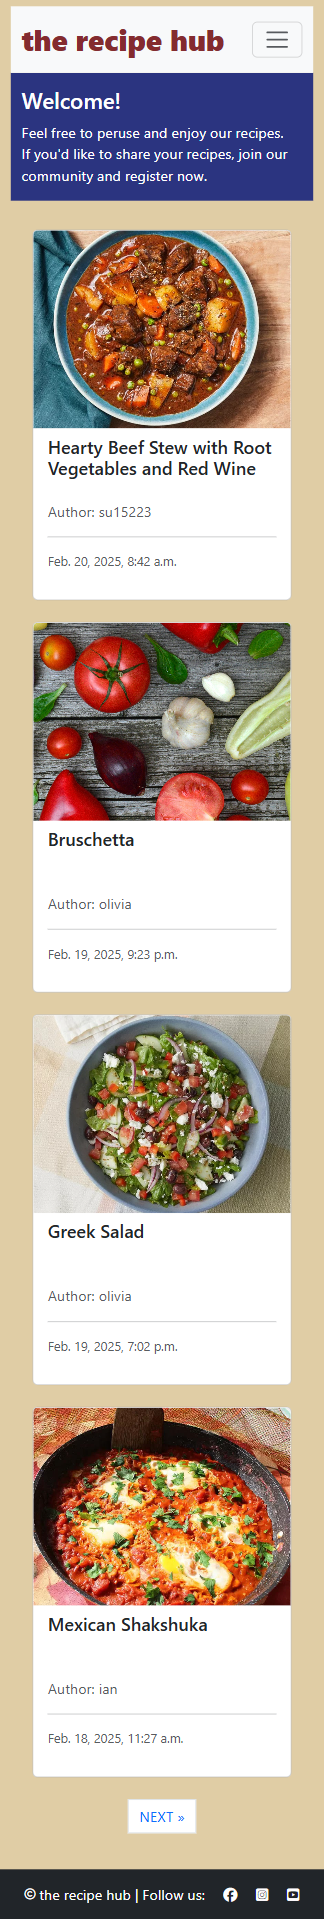 the recipe hub
Welcome!
Feel free to peruse and enjoy our recipes.
If you'd like to share your recipes, join our
community and register now.
Hearty Beef Stew with Root
Vegetables and Red Wine
Author: su15223
Feb. 20, 2025, 8:42 a.m.
Bruschetta
Author: olivia
Feb. 19, 2025, 9:23 p.m.
Greek Salad
Author: olivia
Feb. 19, 2025, 7:02 p.m.
Mexican Shakshuka
Author: ian
Feb. 18, 2025, 11:27 a.m.
NEXT »
© the recipe hub | Follow us: